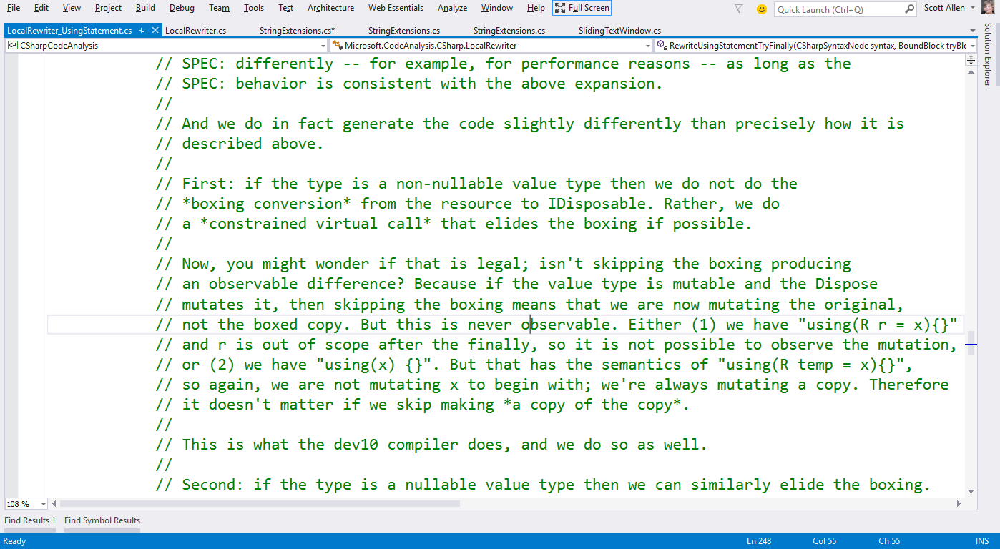 File Edit View Project Build Debug Team Tools Test Architecture Web Essentials Analyze Window Help Full Screen Quick Launch (Ctrl+Q) Scott Allen
LocalRewriter_UsingStatement.cs LocalRewriter.cs StringExtensions.cs* StringExtensions.cs StringExtensions.cs SlidingTextWindow.cs
C# CSharpCodeAnalysis Microsoft.CodeAnalysis.CSharp.LocalRewriter RewriteUsingStatementTryFinally(CSharpSyntaxNode syntax, BoundBlock tryBlc
Solution Explorer
// SPEC: differently -- for example, for performance reasons -- as long as the
// SPEC: behavior is consistent with the above expansion.
//
// And we do in fact generate the code slightly differently than precisely how it is
// described above.
//
// First: if the type is a non-nullable value type then we do not do the
// *boxing conversion* from the resource to IDisposable. Rather, we do
// a *constrained virtual call* that elides the boxing if possible.
//
// Now, you might wonder if that is legal; isn't skipping the boxing producing
// an observable difference? Because if the value type is mutable and the Dispose
// mutates it, then skipping the boxing means that we are now mutating the original,
// not the boxed copy. But this is never observable. Either (1) we have "using(R r = x){}"
// and r is out of scope after the finally, so it is not possible to observe the mutation,
// or (2) we have "using(x) {}". But that has the semantics of "using(R temp = x){}",
// so again, we are not mutating x to begin with; we're always mutating a copy. Therefore
// it doesn't matter if we skip making *a copy of the copy*.
//
// This is what the dev10 compiler does, and we do so as well.
//
// Second: if the type is a nullable value type then we can similarly elide the boxing.
108 %
Find Results 1 Find Symbol Results
Ready Ln 248 Col 55 Ch 55 INS